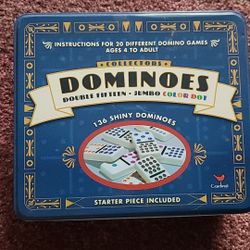 INSTRUCTIONS FOR 20 DIFFERENT DOMINO GAMES
AGES 4 TO ADULT
• COLLECTORS •
DOMINOES
DOUBLE FIFTEEN • JUMBO COLOR DOT
136 SHINY DOMINOES
Cardinal
STARTER PIECE INCLUDED